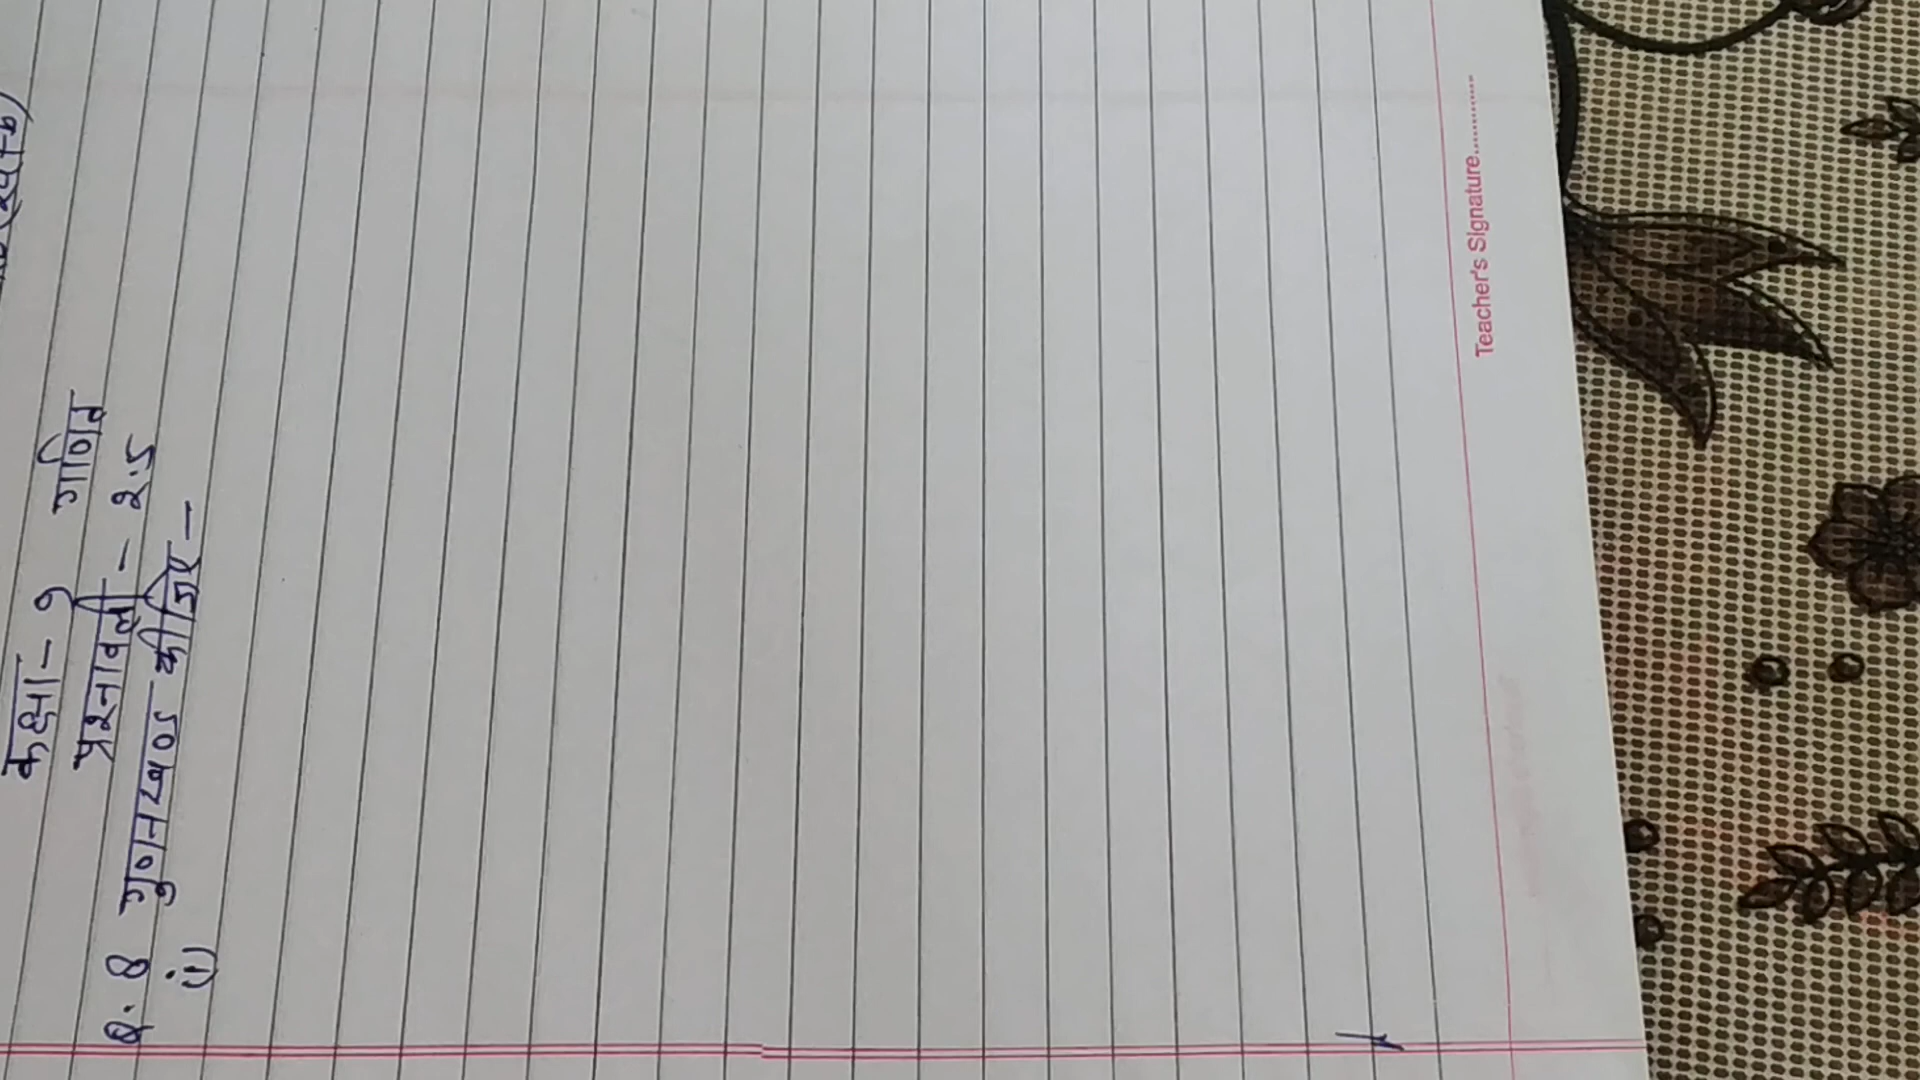 कक्षा - 9 गणित
प्रश्नावली - 2.5
Q. 8 गुणनखण्ड कीजिए -
(i)
Teacher's Signature...............